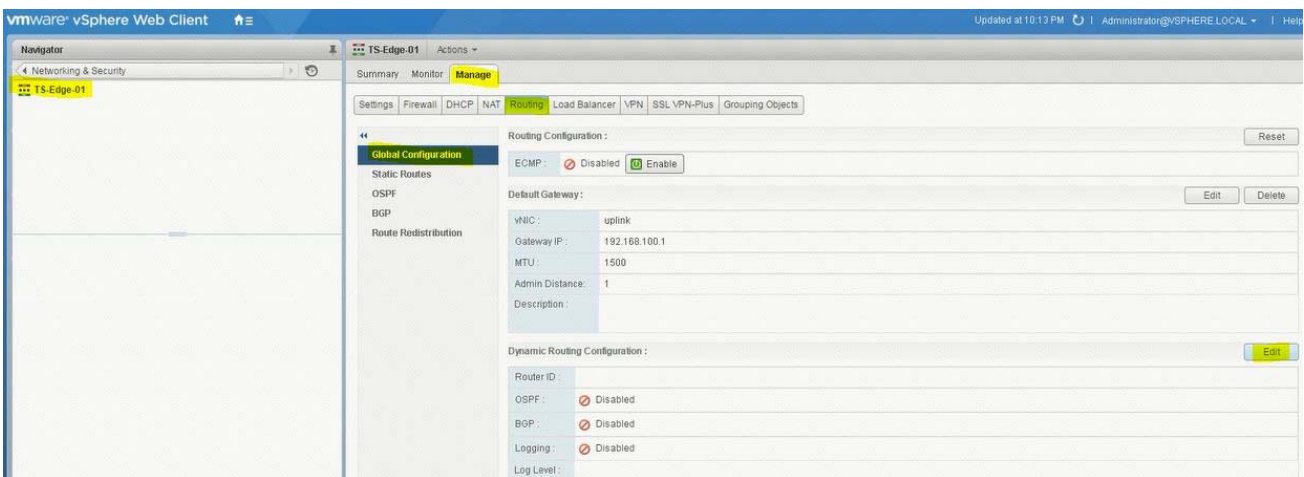 vmware® vSphere Web Client
Updated at 10:13 PM | Administrator@VSPHERE.LOCAL | Help
Navigator
Networking & Security
TS-Edge-01
TS-Edge-01 Actions
Summary Monitor Manage
Settings Firewall DHCP NAT Routing Load Balancer VPN SSL VPN-Plus Grouping Objects
Global Configuration
Static Routes
OSPF
BGP
Route Redistribution
Routing Configuration : Reset
ECMP : Disabled Enable
Default Gateway : Edit Delete
vNIC : uplink
Gateway IP : 192.168.100.1
MTU : 1500
Admin Distance: 1
Description :
Dynamic Routing Configuration : Edit
Router ID :
OSPF : Disabled
BGP : Disabled
Logging : Disabled
Log Level :